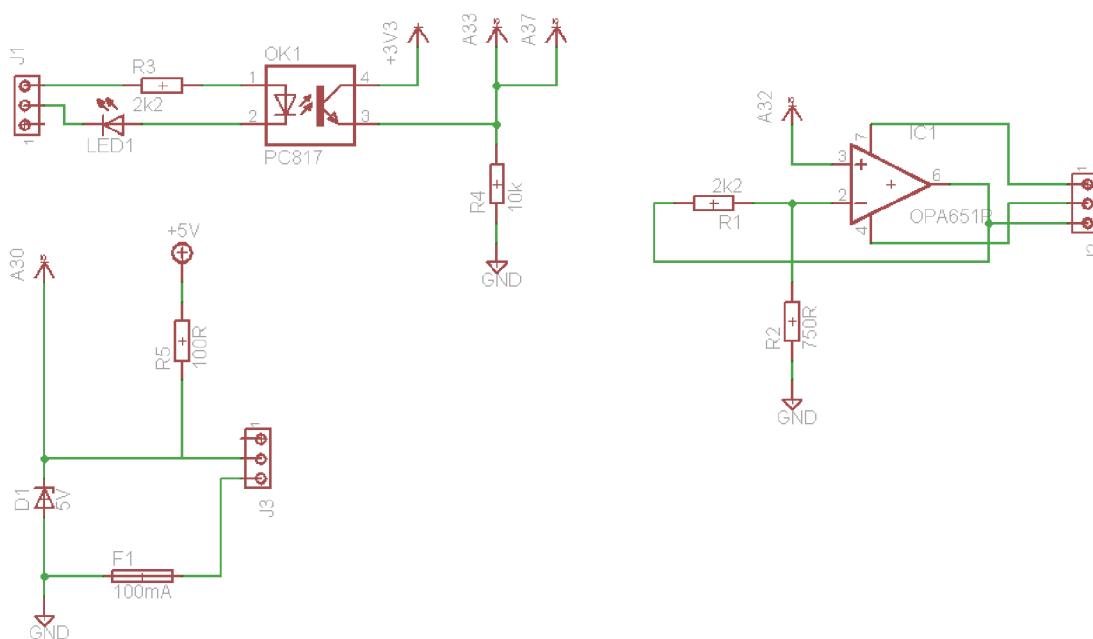 J1
1
R3
2k2
LED1
OK1
1
2
4
3
PC817
+3V3
A33
A37
R4
10k
GND
A32
IC1
7
3
2
6
4
+
−
OPA651P
2k2
R1
R2
750R
GND
1
A30
+5V
R5
100R
1
J3
D1
5V
F1
100mA
GND